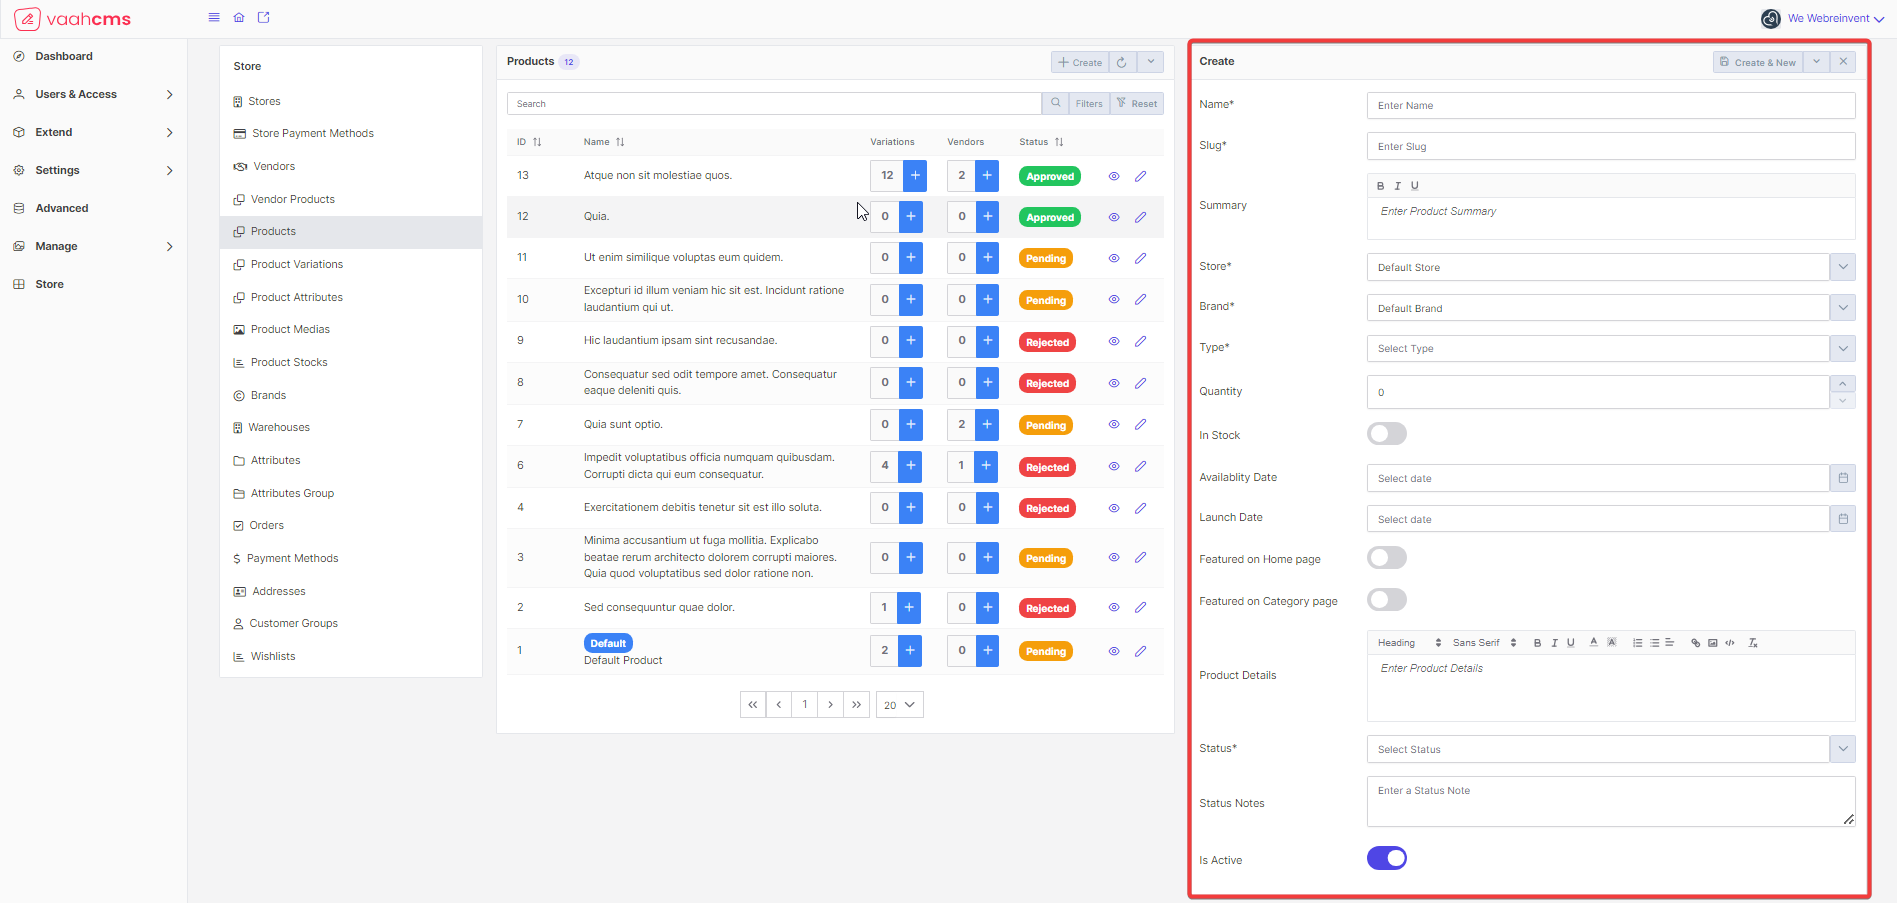 vaahcms
We Webreinvent
Dashboard
Users & Access
Extend
Settings
Advanced
Manage
Store
Store
Stores
Store Payment Methods
Vendors
Vendor Products
Products
Product Variations
Product Attributes
Product Medias
Product Stocks
Brands
Warehouses
Attributes
Attributes Group
Orders
Payment Methods
Addresses
Customer Groups
Wishlists
Products 12
Create
Search
Filters
Reset
ID Name Variations Vendors Status
13 Atque non sit molestiae quos. 12 + 2 + Approved
12 Quia. 0 + 0 + Approved
11 Ut enim similique voluptas eum quidem. 0 + 0 + Pending
10 Excepturi id illum veniam hic sit est. Incidunt ratione
laudantium qui ut. 0 + 0 + Pending
9 Hic laudantium ipsam sint recusandae. 0 + 0 + Rejected
8 Consequatur sed odit tempore amet. Consequatur
eaque deleniti quis. 0 + 0 + Rejected
7 Quia sunt optio. 0 + 2 + Pending
6 Impedit voluptatibus officia numquam quibusdam.
Corrupti dicta qui eum consequatur. 4 + 1 + Rejected
4 Exercitationem debitis tenetur sit est illo soluta. 0 + 0 + Rejected
3 Minima accusantium ut fuga mollitia. Explicabo
beatae rerum architecto dolorem corrupti maiores.
Quia quod voluptatibus sed dolor ratione non. 0 + 0 + Pending
2 Sed consequuntur quae dolor. 1 + 0 + Rejected
1 Default
Default Product 2 + 0 + Pending
1
20
Create
Create & New
Name* Enter Name
Slug* Enter Slug
B I U
Summary Enter Product Summary
Store* Default Store
Brand* Default Brand
Type* Select Type
Quantity 0
In Stock
Availablity Date Select date
Launch Date Select date
Featured on Home page
Featured on Category page
Heading Sans Serif B I U A A
Enter Product Details
Product Details
Status* Select Status
Status Notes Enter a Status Note
Is Active